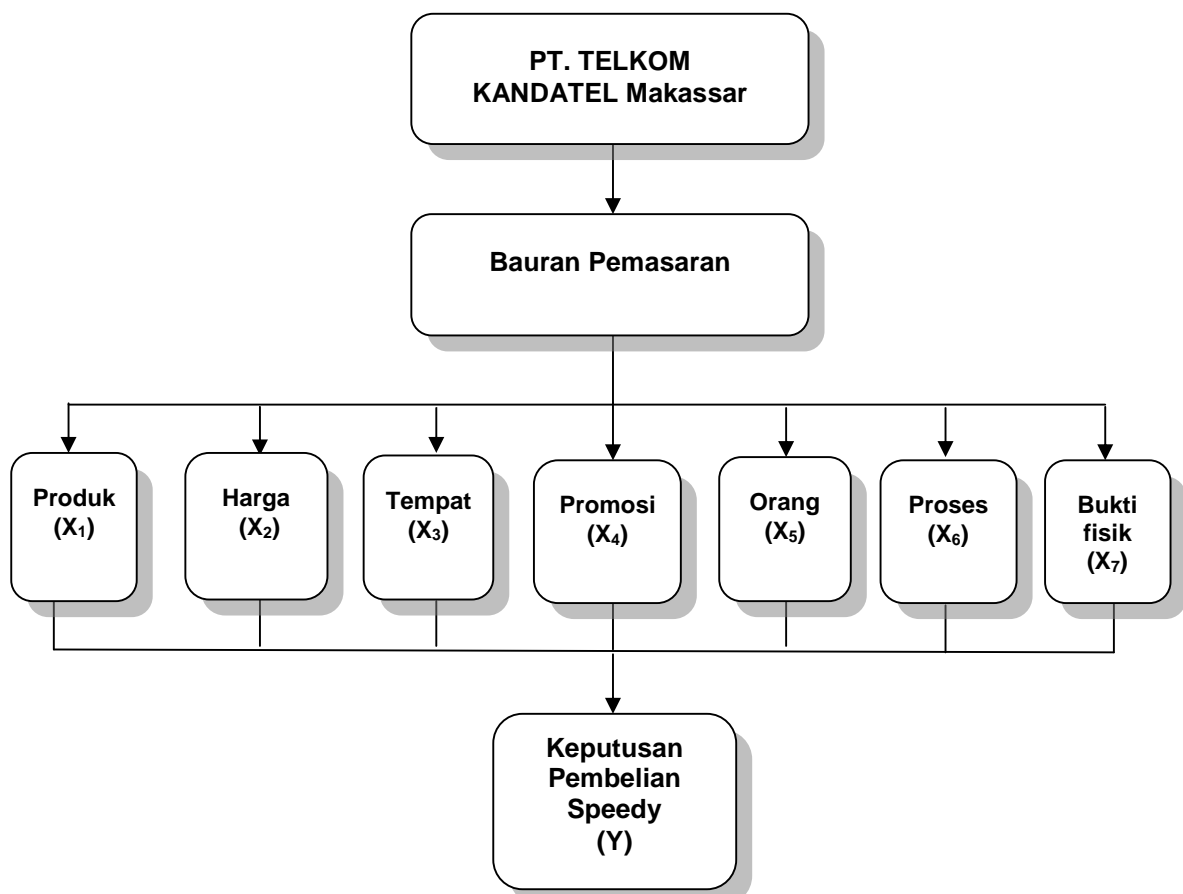 PT. TELKOM
KANDATEL Makassar
Bauran Pemasaran
Produk
(X₁)
Harga
(X₂)
Tempat
(X₃)
Promosi
(X₄)
Orang
(X₅)
Proses
(X₆)
Bukti
fisik
(X₇)
Keputusan
Pembelian
Speedy
(Y)